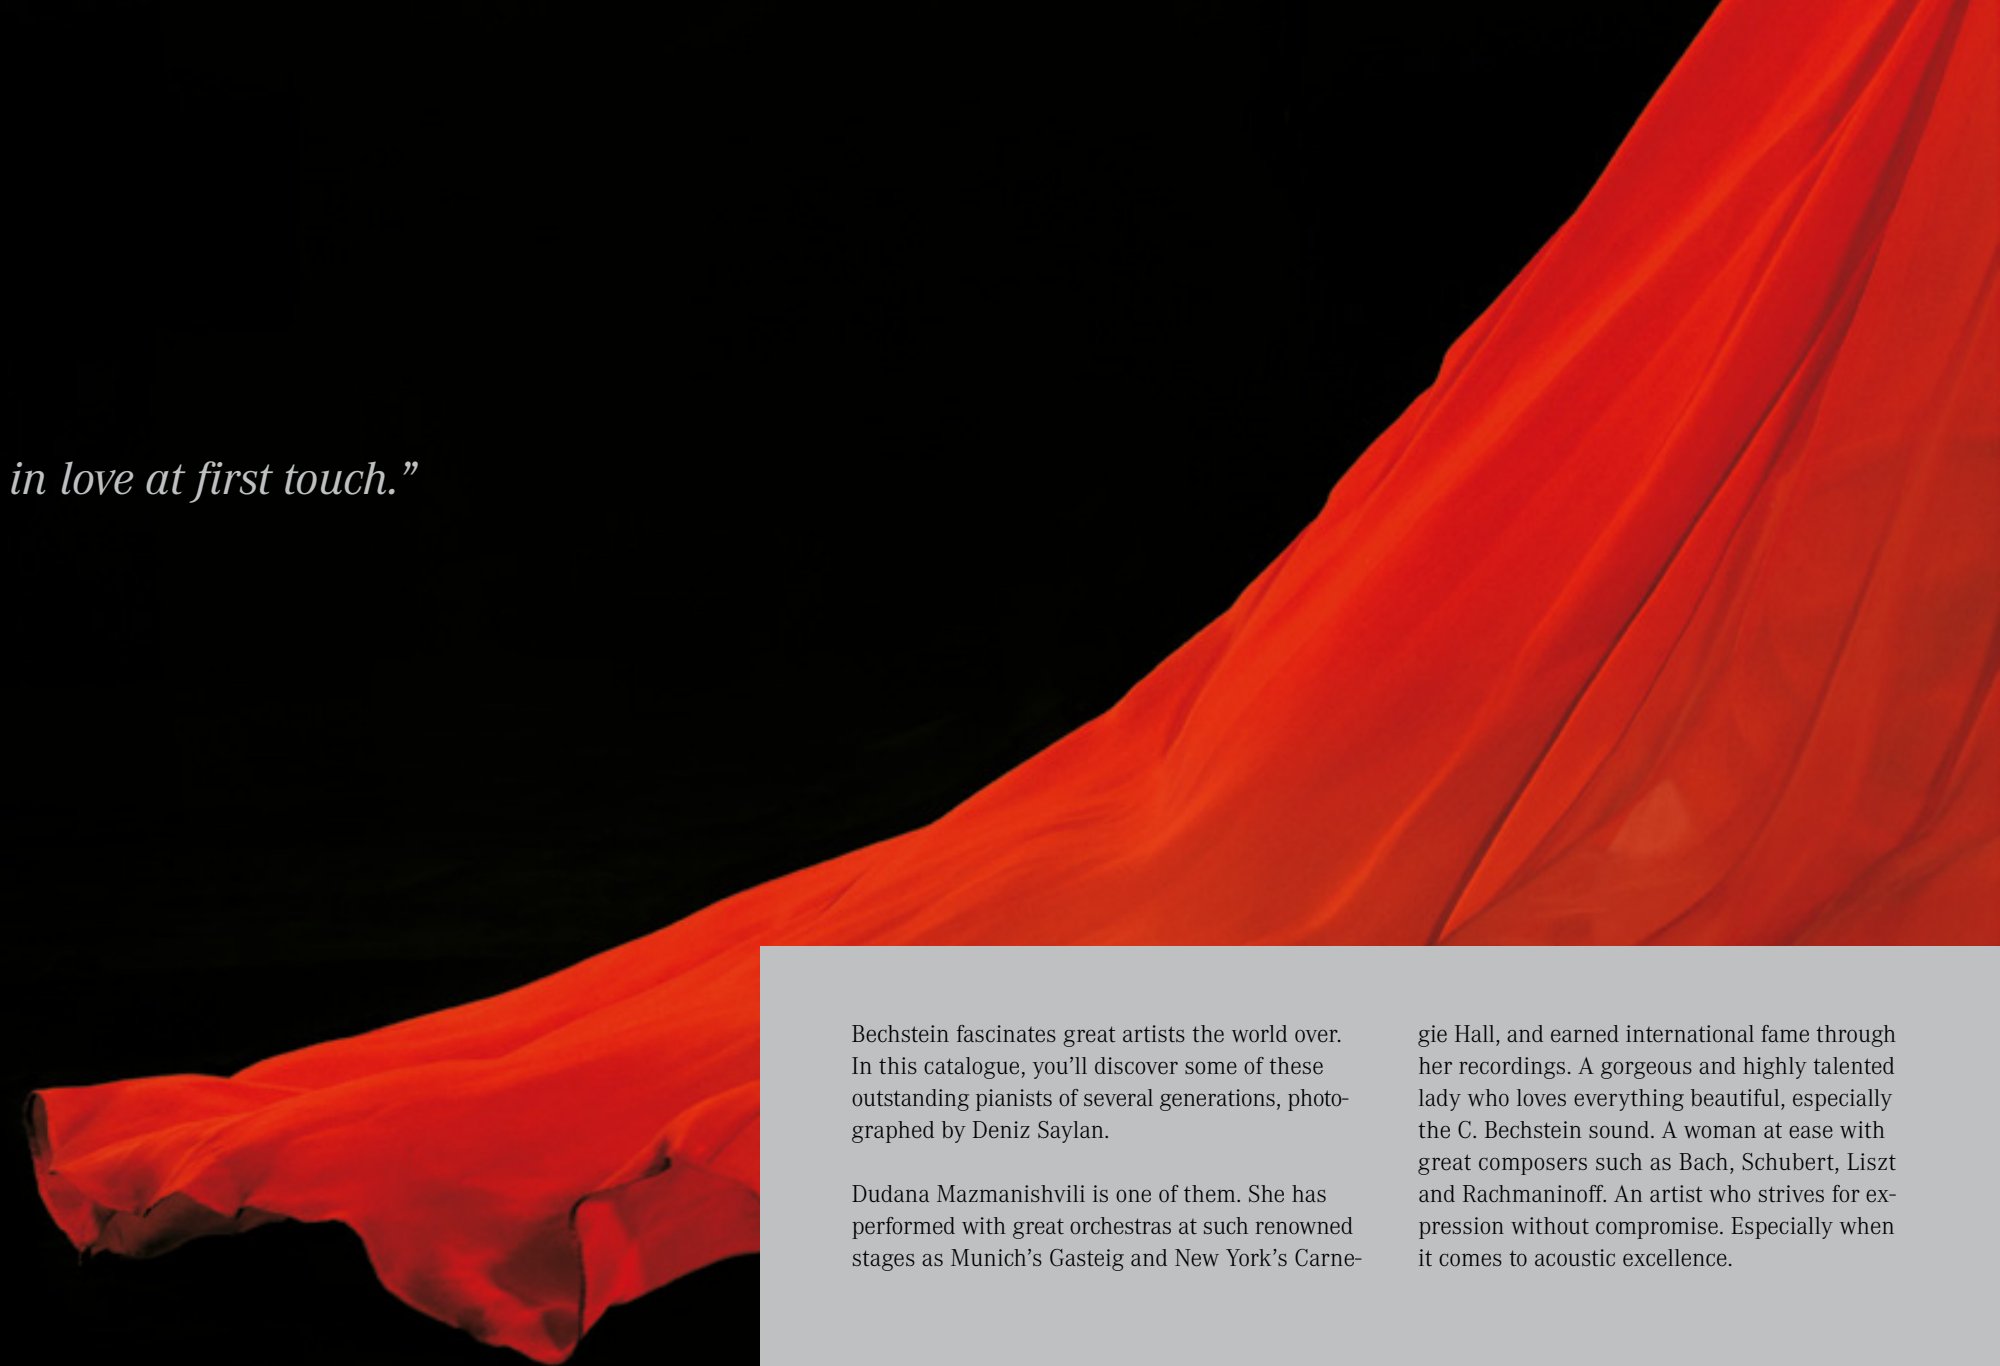 in love at first touch.”
Bechstein fascinates great artists the world over.
In this catalogue, you’ll discover some of these
outstanding pianists of several generations, photo-
graphed by Deniz Saylan.
Dudana Mazmanishvili is one of them. She has
performed with great orchestras at such renowned
stages as Munich’s Gasteig and New York’s Carne-
gie Hall, and earned international fame through
her recordings. A gorgeous and highly talented
lady who loves everything beautiful, especially
the C. Bechstein sound. A woman at ease with
great composers such as Bach, Schubert, Liszt
and Rachmaninoff. An artist who strives for ex-
pression without compromise. Especially when
it comes to acoustic excellence.